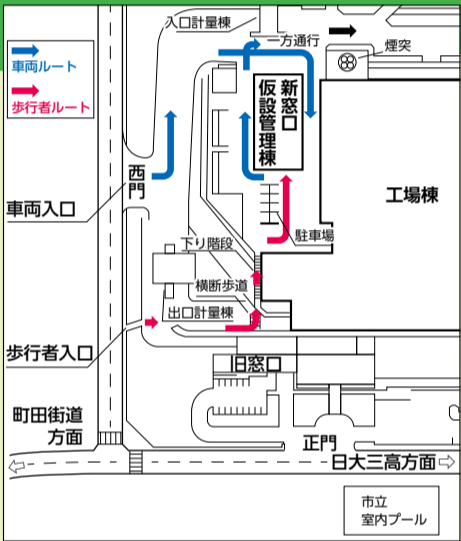 入口計量棟
一方通行
煙突
車両ルート
歩行者ルート
新窓口
仮設管理棟
工場棟
西門
車両入口
駐車場
下り階段
横断歩道
出口計量棟
歩行者入口
旧窓口
町田街道
方面
正門
日大三高方面
市立
室内プール